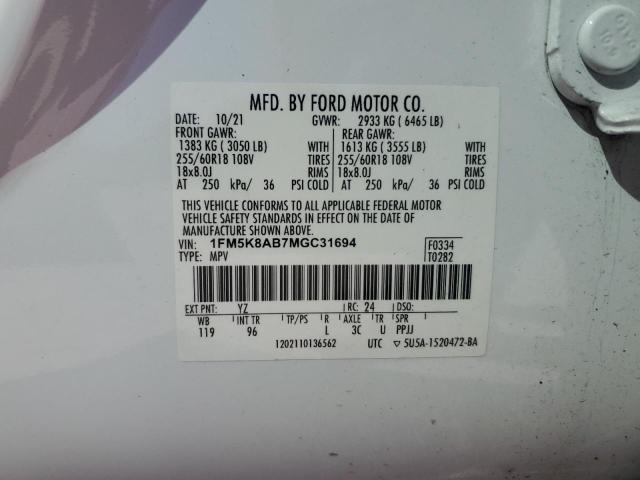 MFD. BY FORD MOTOR CO.
DATE: 10/21 GVWR: 2933 KG ( 6465 LB)
FRONT GAWR: REAR GAWR:
1383 KG ( 3050 LB) WITH 1613 KG ( 3555 LB) WITH
255/60R18 108V TIRES 255/60R18 108V TIRES
18x8.0J RIMS 18x8.0J RIMS
AT 250 kPa/ 36 PSI COLD AT 250 kPa/ 36 PSI COLD
THIS VEHICLE CONFORMS TO ALL APPLICABLE FEDERAL MOTOR
VEHICLE SAFETY STANDARDS IN EFFECT ON THE DATE OF
MANUFACTURE SHOWN ABOVE.
VIN: 1FM5K8AB7MGC31694 F0334
TYPE: MPV T0282
EXT PNT: YZ RC: 24 DSO:
WB INT TR TP/PS R AXLE TR SPR
119 96 L 3C U PPJJ
1202110136562 UTC ▽ 5U5A-1520472-BA